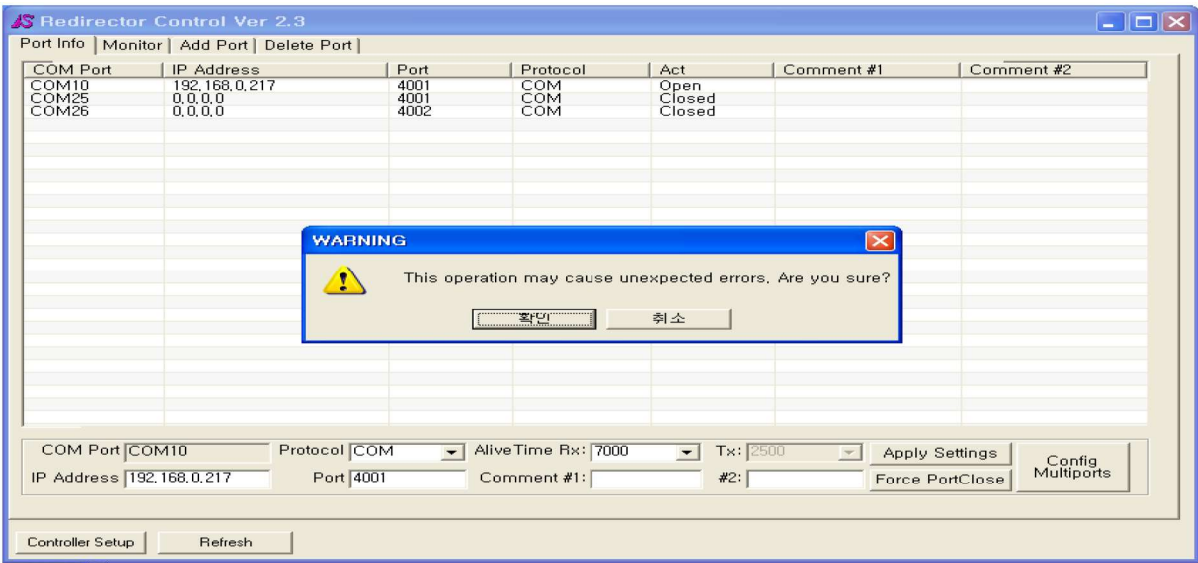 Redirector Control Ver 2.3
Port Info Monitor Add Port Delete Port
COM Port IP Address Port Protocol Act Comment #1 Comment #2
COM10 192.168.0.217 4001 COM Open
COM25 0.0.0.0 4001 COM Closed
COM26 0.0.0.0 4002 COM Closed
WARNING
This operation may cause unexpected errors. Are you sure?
확인 취소
COM Port COM10 Protocol COM AliveTime Rx: 7000 Tx: 2500 Apply Settings Config Multiports
IP Address 192.168.0.217 Port 4001 Comment #1: #2: Force PortClose
Controller Setup Refresh